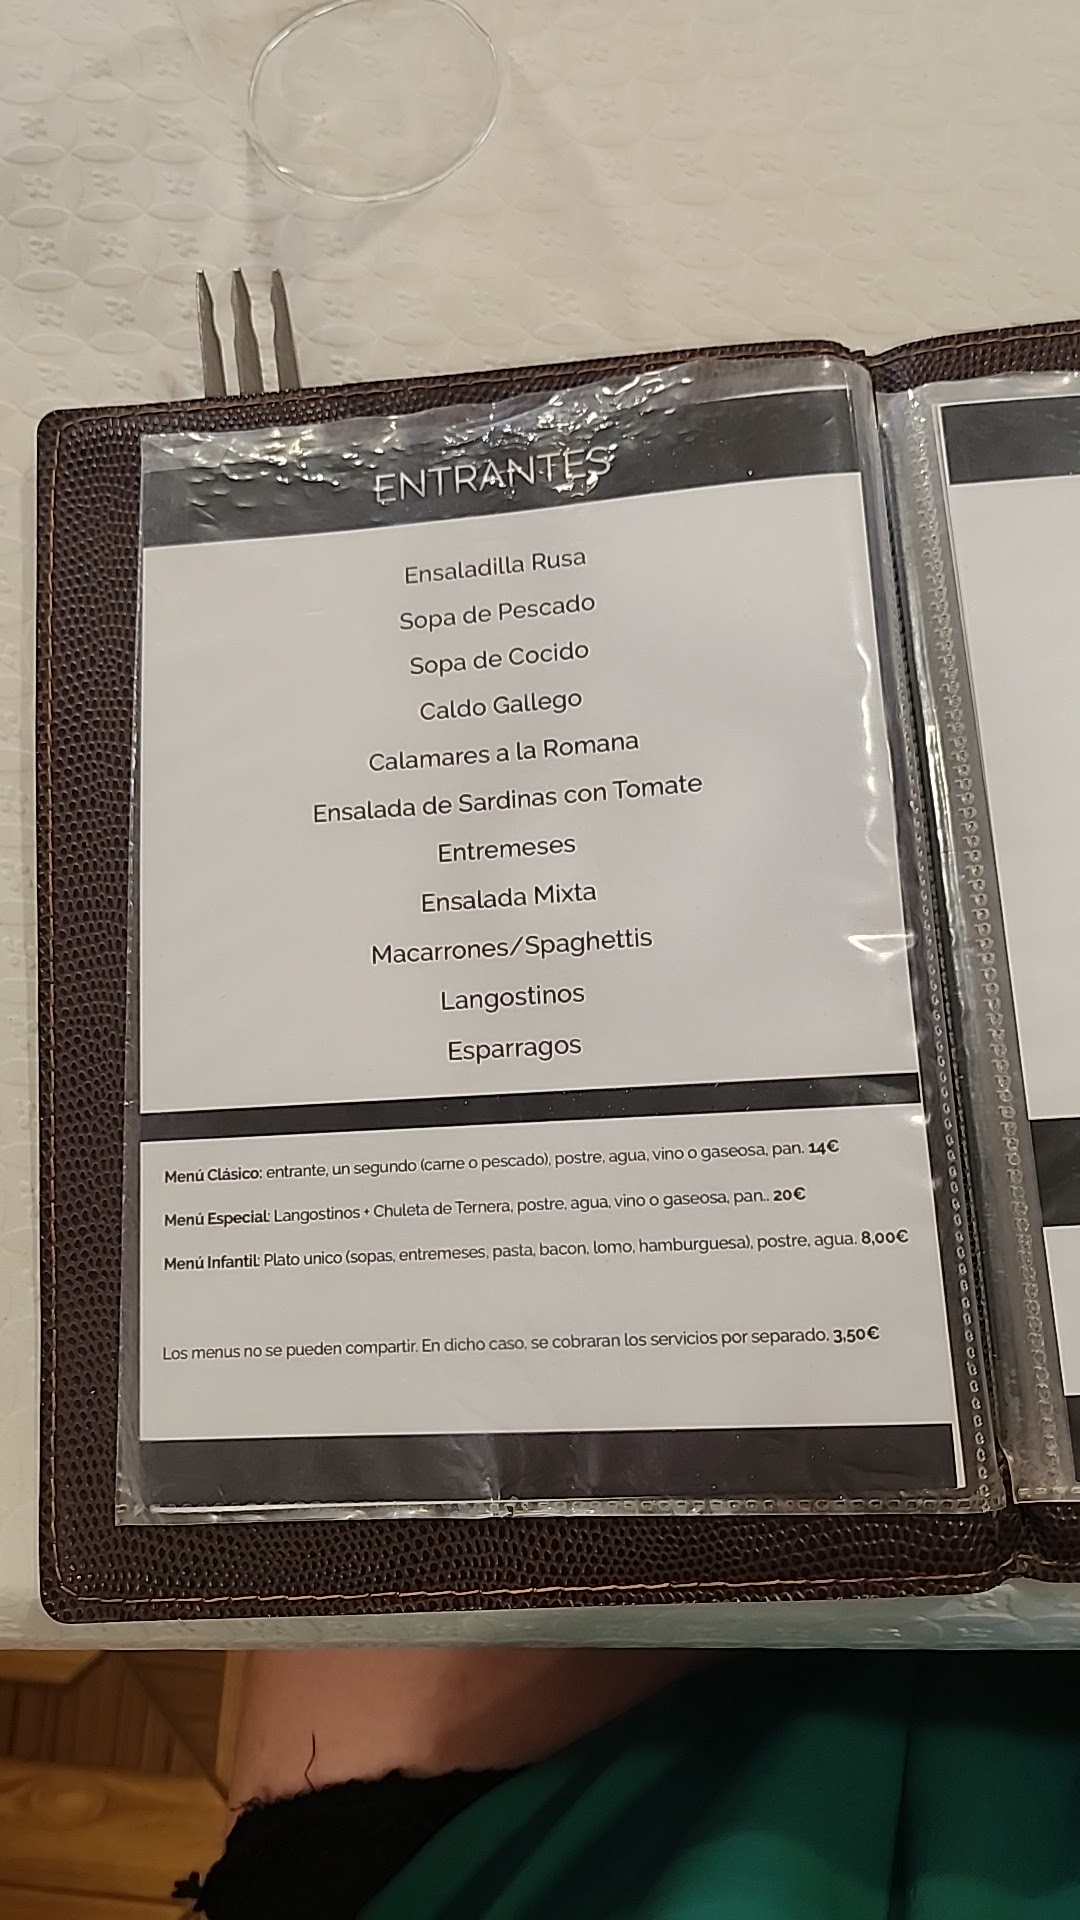 ENTRANTES
Ensaladilla Rusa
Sopa de Pescado
Sopa de Cocido
Caldo Gallego
Calamares a la Romana
Ensalada de Sardinas con Tomate
Entremeses
Ensalada Mixta
Macarrones/Spaghettis
Langostinos
Esparragos
Menú Clásico: entrante, un segundo (carne o pescado), postre, agua, vino o gaseosa, pan. 14€
Menú Especial: Langostinos + Chuleta de Ternera, postre, agua, vino o gaseosa, pan.. 20€
Menú Infantil: Plato unico (sopas, entremeses, pasta, bacon, lomo, hamburguesa), postre, agua. 8,00€
Los menus no se pueden compartir. En dicho caso, se cobraran los servicios por separado. 3,50€